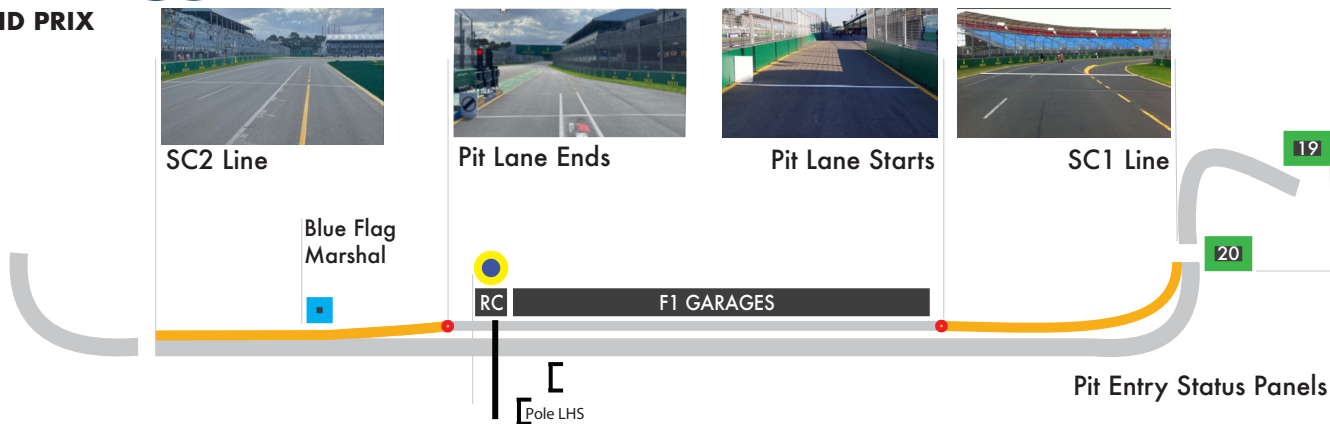 ND PRIX
SC2 Line
Pit Lane Ends
Pit Lane Starts
SC1 Line
19
Blue Flag
Marshal
20
RC
F1 GARAGES
Pit Entry Status Panels
Pole LHS